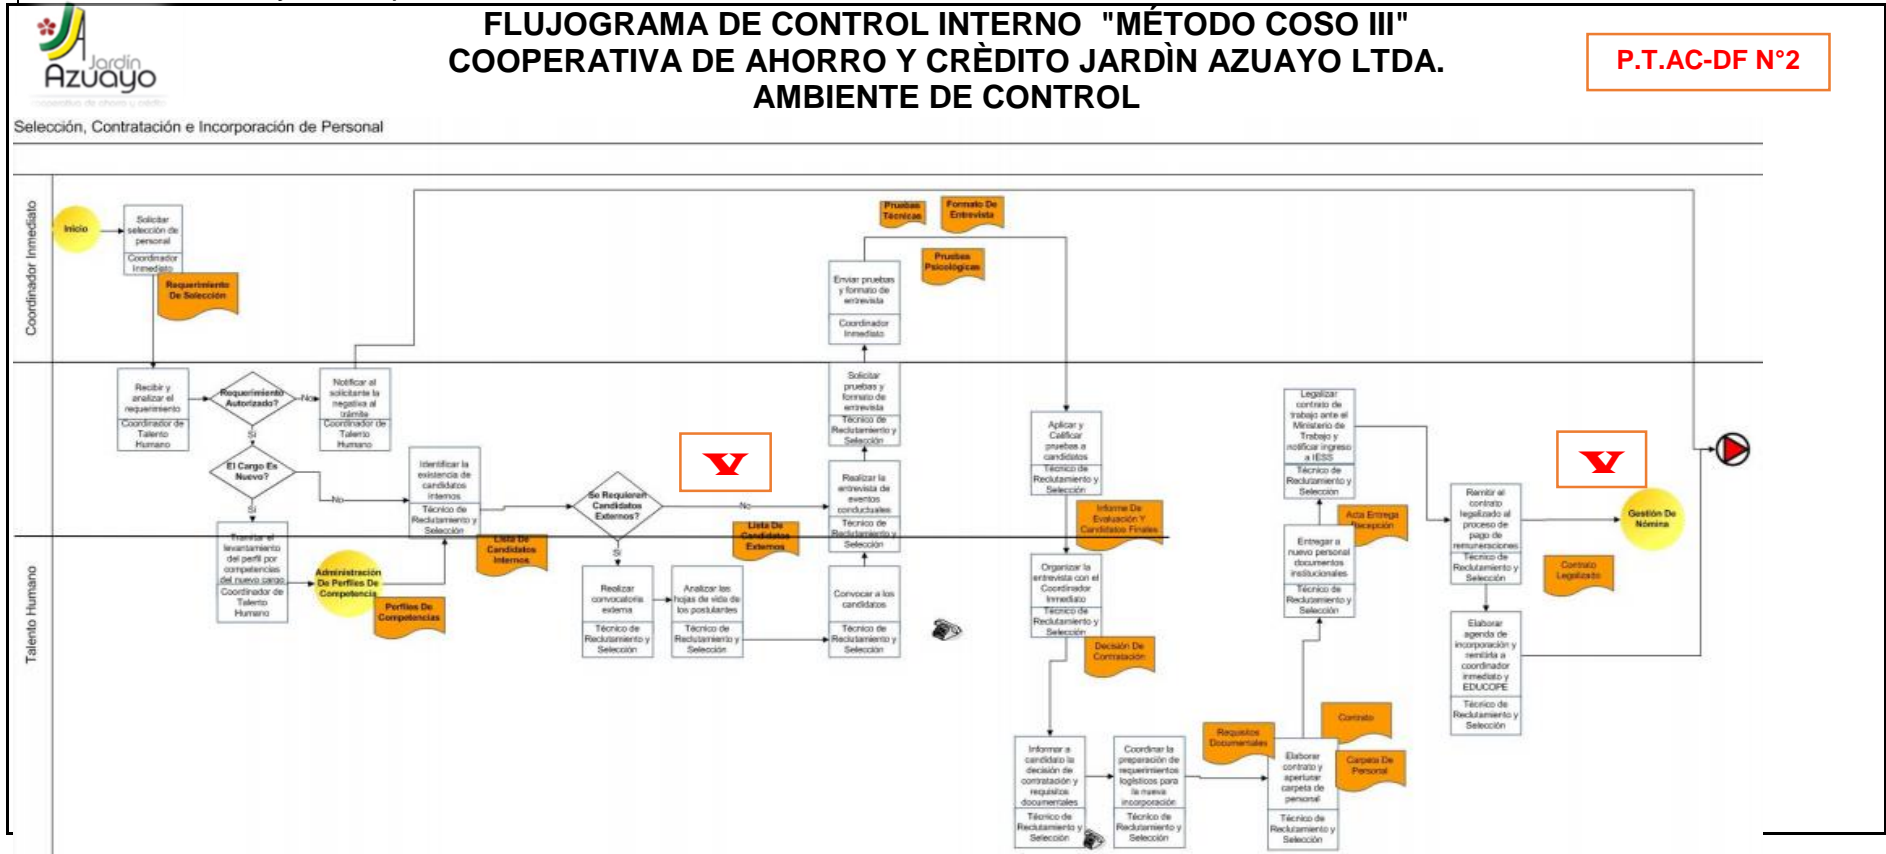 FLUJOGRAMA DE CONTROL INTERNO "MÉTODO COSO III"
COOPERATIVA DE AHORRO Y CRÈDITO JARDÌN AZUAYO LTDA.
AMBIENTE DE CONTROL
P.T.AC-DF N°2
Jardín
Azuayo
cooperativa de ahorro y crédito
Selección, Contratación e Incorporación de Personal
Coordinador Inmediato
Inicio
Solicitar
selección de
personal
Coordinador
Inmediato
Requerimiento
De Selección
Pruebas
Técnicas
Formato De
Entrevista
Pruebas
Psicológicas
Enviar pruebas
y formato de
entrevista
Coordinador
Inmediato
Talento Humano
Recibir y
analizar el
requerimiento
Coordinador de
Talento
Humano
Requerimiento
Autorizado?
No
Si
Notificar al
solicitante la
negativa al
trámite
Coordinador de
Talento
Humano
El Cargo Es
Nuevo?
No
Si
Tramitar el
levantamiento
del perfil por
competencias
del nuevo cargo
Coordinador de
Talento
Humano
Administración
De Perfiles De
Competencia
Perfiles De
Competencias
Identificar la
existencia de
candidatos
internos
Técnico de
Reclutamiento y
Selección
Lista De
Candidatos
Internos
Se Requieren
Candidatos
Externos?
No
Si
V
Lista De
Candidatos
Externos
Realizar
convocatoria
externa
Técnico de
Reclutamiento y
Selección
Analizar las
hojas de vida de
los postulantes
Técnico de
Reclutamiento y
Selección
Convocar a los
candidatos
Técnico de
Reclutamiento y
Selección
Realizar la
entrevista de
eventos
conductuales
Técnico de
Reclutamiento y
Selección
Solicitar
pruebas y
formato de
entrevista
Técnico de
Reclutamiento y
Selección
Aplicar y
Calificar
pruebas a
candidatos
Técnico de
Reclutamiento y
Selección
Informe De
Evaluación Y
Candidatos Finales
Organizar la
entrevista con el
Coordinador
Inmediato
Técnico de
Reclutamiento y
Selección
Decisión De
Contratación
Informar a
candidato la
decisión de
contratación y
requisitos
documentales
Técnico de
Reclutamiento y
Selección
Coordinar la
preparación de
requerimientos
logísticos para
la nueva
incorporación
Técnico de
Reclutamiento y
Selección
Requisitos
Documentales
Elaborar
contrato y
aperturar
carpeta de
personal
Técnico de
Reclutamiento y
Selección
Contrato
Carpeta De
Personal
Entregar a
nuevo personal
documentos
institucionales
Técnico de
Reclutamiento y
Selección
Acta Entrega
Recepción
Legalizar
contrato de
trabajo ante el
Ministerio de
Trabajo y
notificar ingreso
a IESS
Técnico de
Reclutamiento y
Selección
Remitir el
contrato
legalizado al
proceso de
pago de
remuneraciones
Técnico de
Reclutamiento y
Selección
V
Gestión De
Nómina
Contrato
Legalizado
Elaborar
agenda de
incorporación y
remitirla a
coordinador
inmediato y
EDUCOPE
Técnico de
Reclutamiento y
Selección